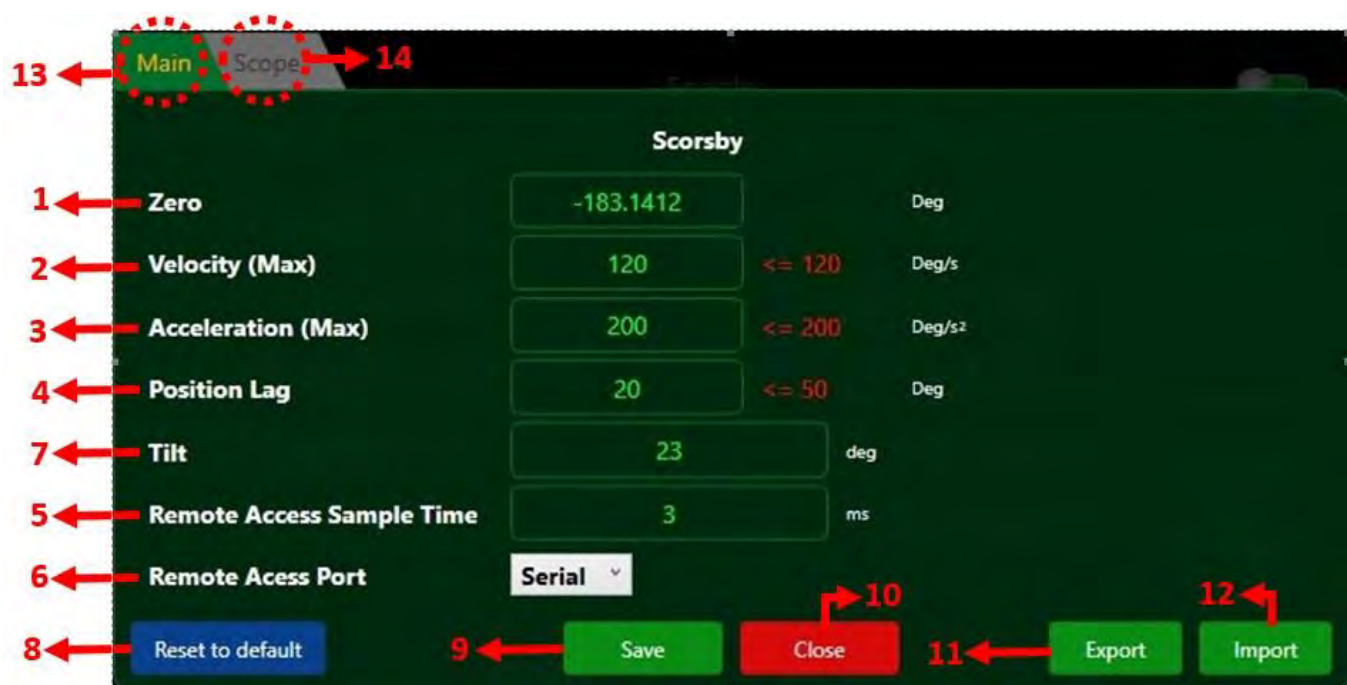 Main Scope 14
13
Scorsby
1 Zero -183.1412 Deg
2 Velocity (Max) 120 <= 120 Deg/s
3 Acceleration (Max) 200 <= 200 Deg/s²
4 Position Lag 20 <= 50 Deg
7 Tilt 23 deg
5 Remote Access Sample Time 3 ms
6 Remote Acess Port Serial
10 12
8 Reset to default 9 Save Close 11 Export Import